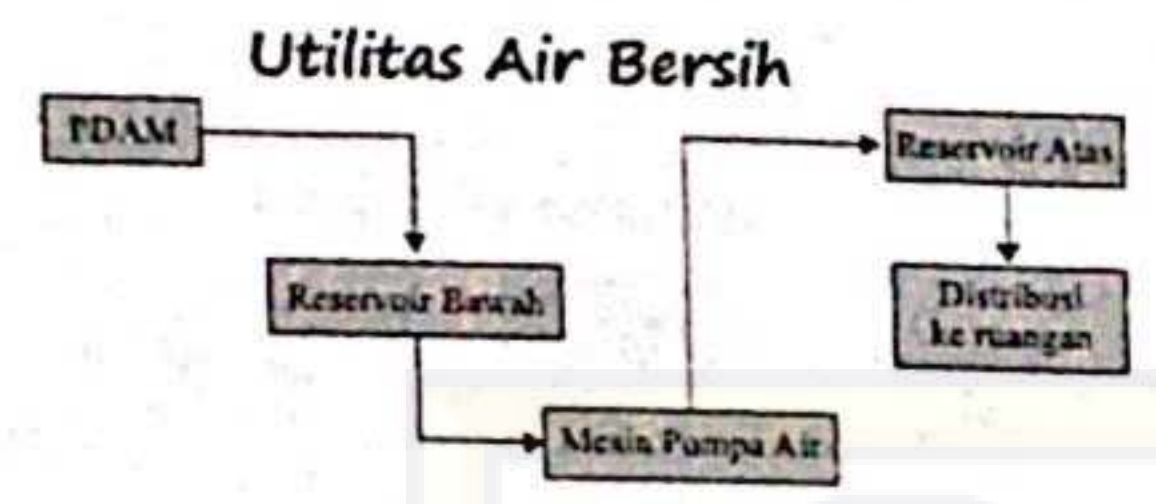 Utilitas Air Bersih
PDAM
Reservoir Atas
Reservoir Bawah
Distribusi
ke ruangan
Mesin Pompa Air